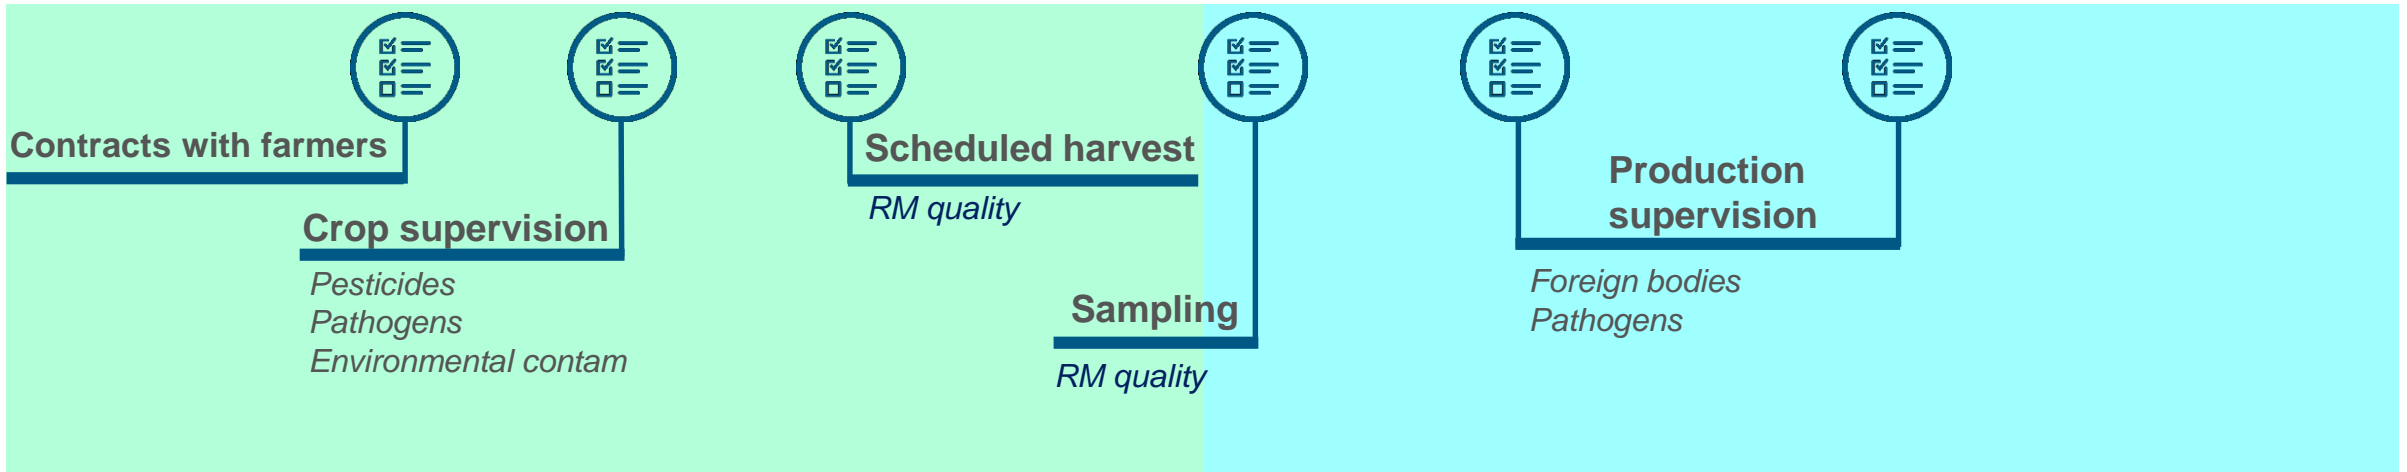 Contracts with farmers
Crop supervision
Pesticides
Pathogens
Environmental contam
Scheduled harvest
RM quality
Sampling
RM quality
Production
supervision
Foreign bodies
Pathogens